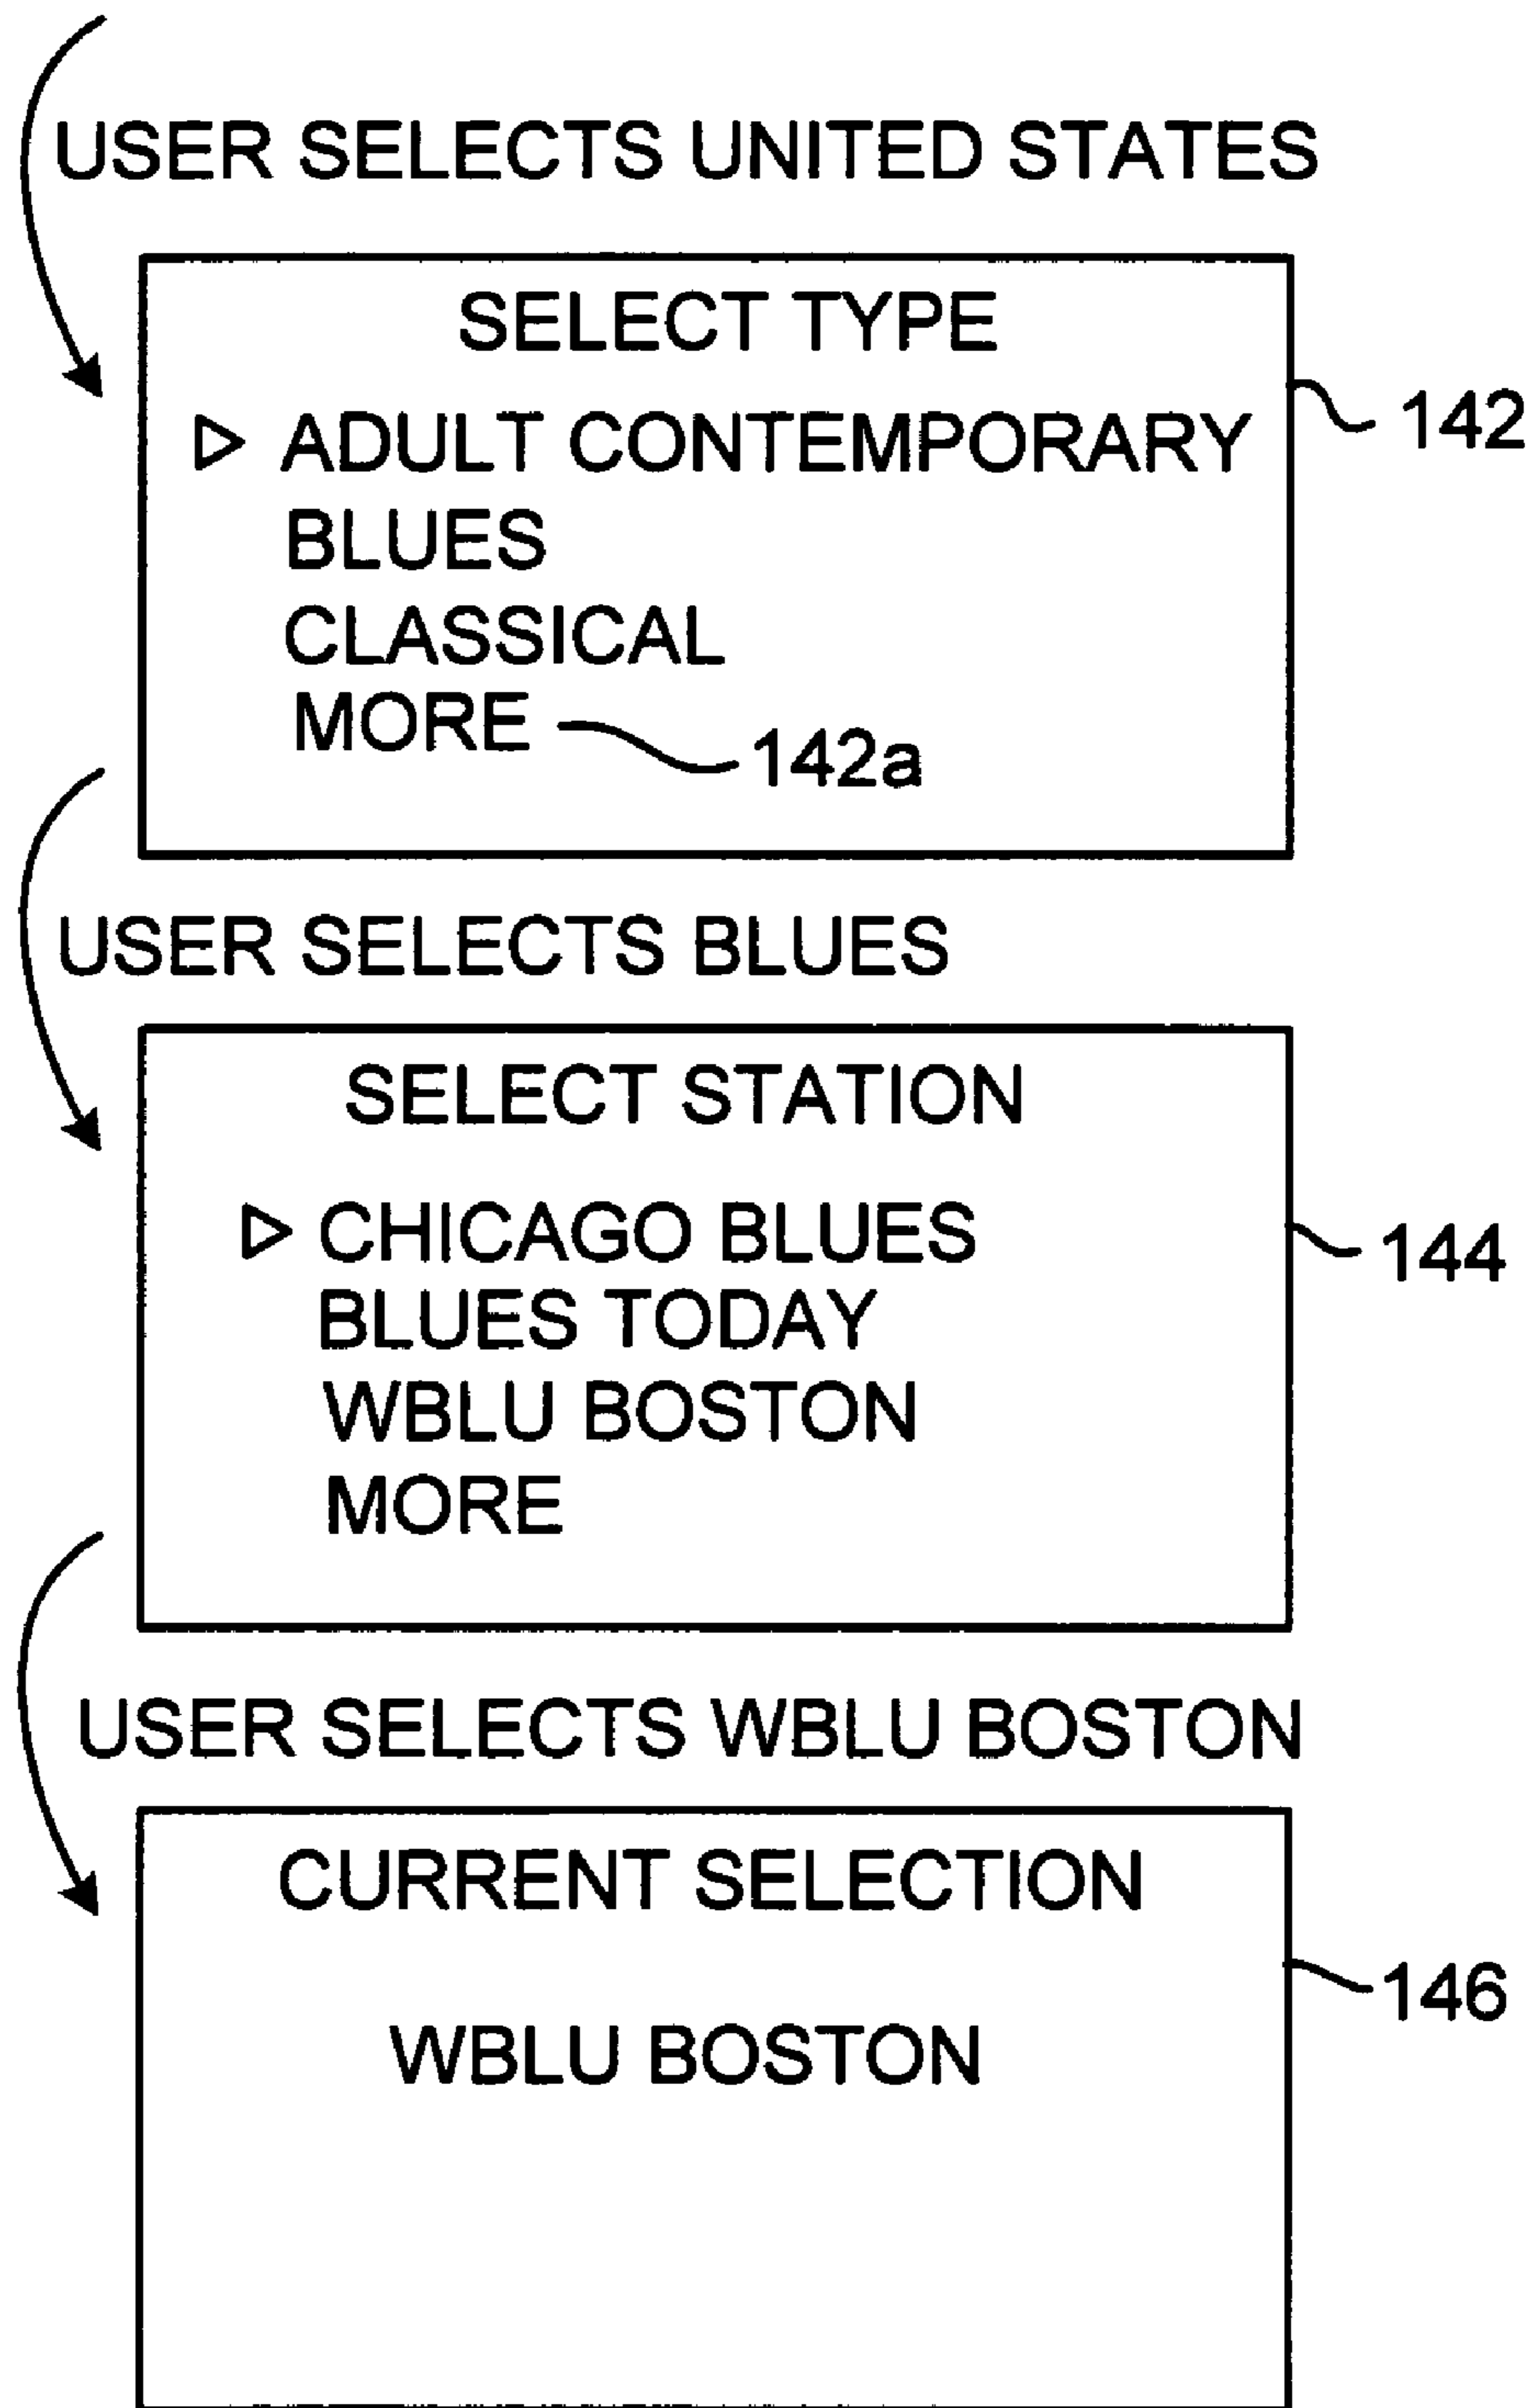 USER SELECTS UNITED STATES
SELECT TYPE
ADULT CONTEMPORARY
142
BLUES
CLASSICAL
MORE
142a
USER SELECTS BLUES
SELECT STATION
CHICAGO BLUES
144
BLUES TODAY
WBLU BOSTON
MORE
USER SELECTS WBLU BOSTON
CURRENT SELECTION
146
WBLU BOSTON